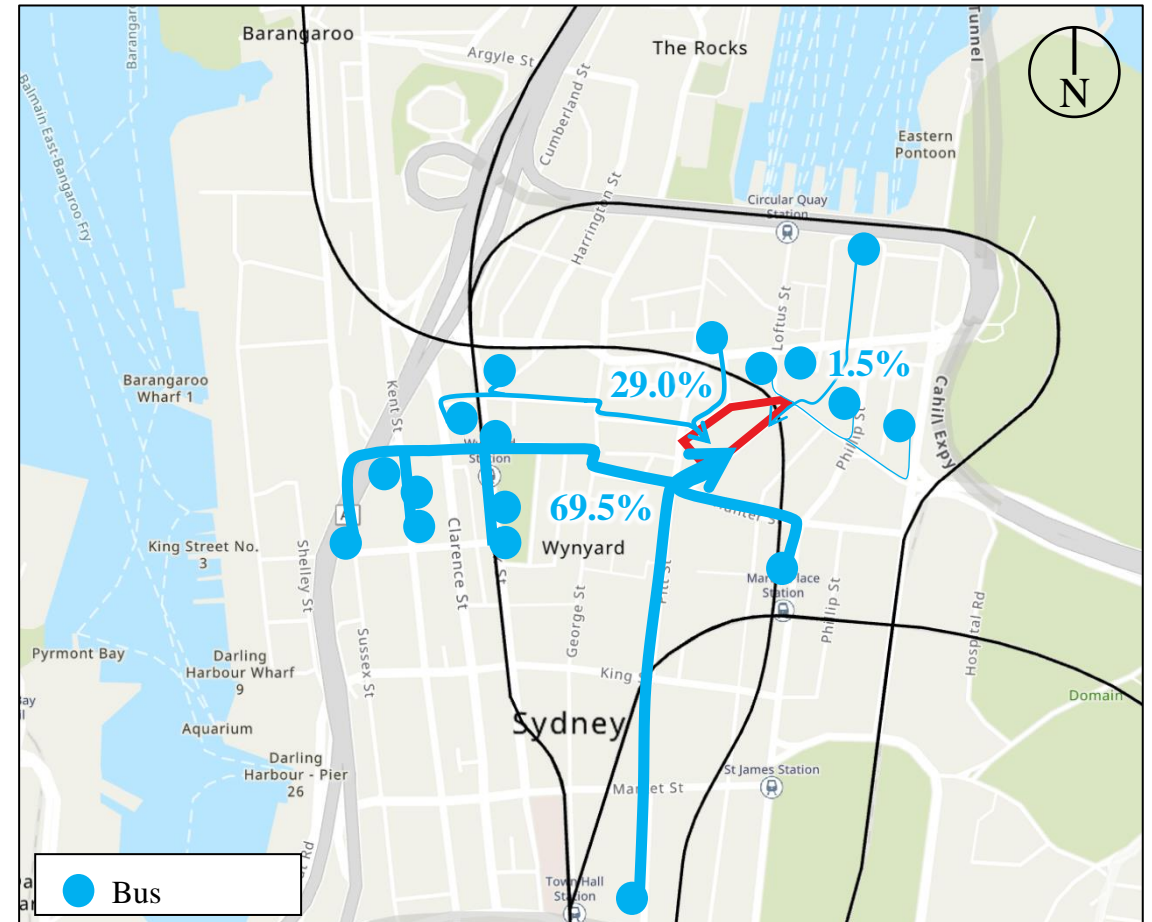 Barangaroo
Argyle St
The Rocks
Tunnel
N
Balmain East-Bangaroo Fry
Cumberland St
Eastern
Pontoon
Harrington St
Circular Quay
Station
Loftus St
Barangaroo
Wharf 1
Kent St
29.0%
1.5%
Cahill Expy
Phillip St
Station
69.5%
Hunter St
Clarence St
King Street No.
3
Shelley St
Wynyard
St
Pitt St
Station
Phillip St
George St
Hospital Rd
Sussex St
Pyrmont Bay
Darling
Harbour Wharf
9
King S
Domain
Aquarium
Sydney
Darling
Harbour - Pier
26
St James Station
Market St
Bus
Town Hall
Station